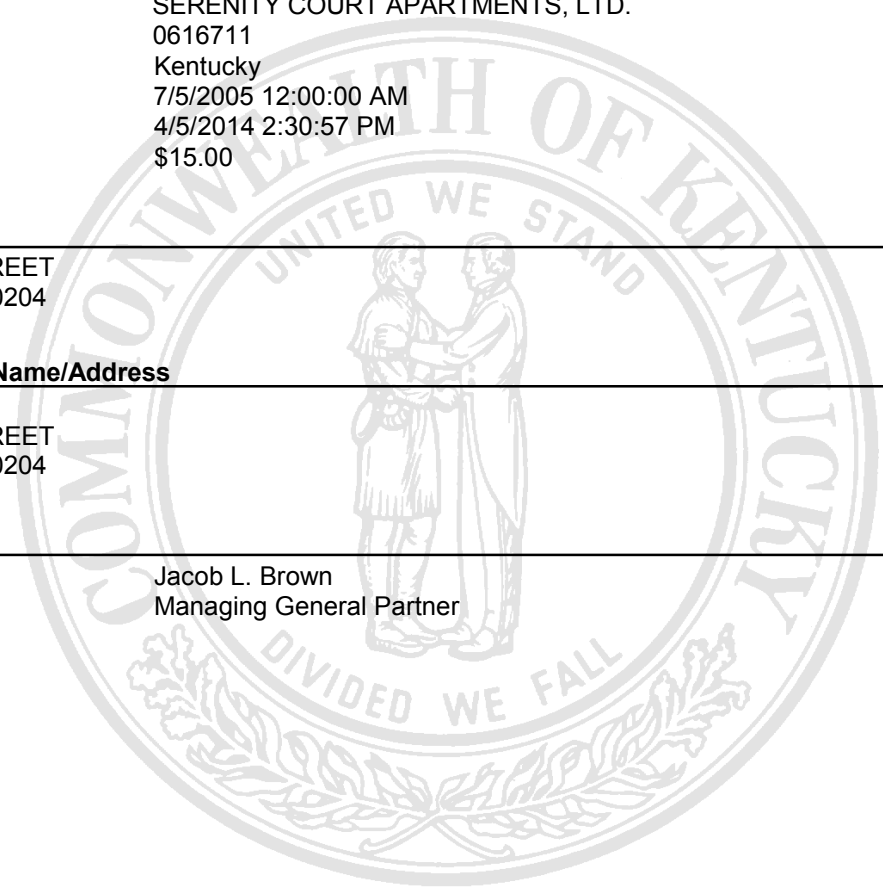 SERENITY COURT APARTMENTS, LTD.
0616711
Kentucky
7/5/2005 12:00:00 AM
4/5/2014 2:30:57 PM
$15.00
COMMONWEALTH OF KENTUCKY
UNITED WE STAND
REET
0204
Name/Address
REET
0204
Jacob L. Brown
Managing General Partner
DIVIDED WE FALL